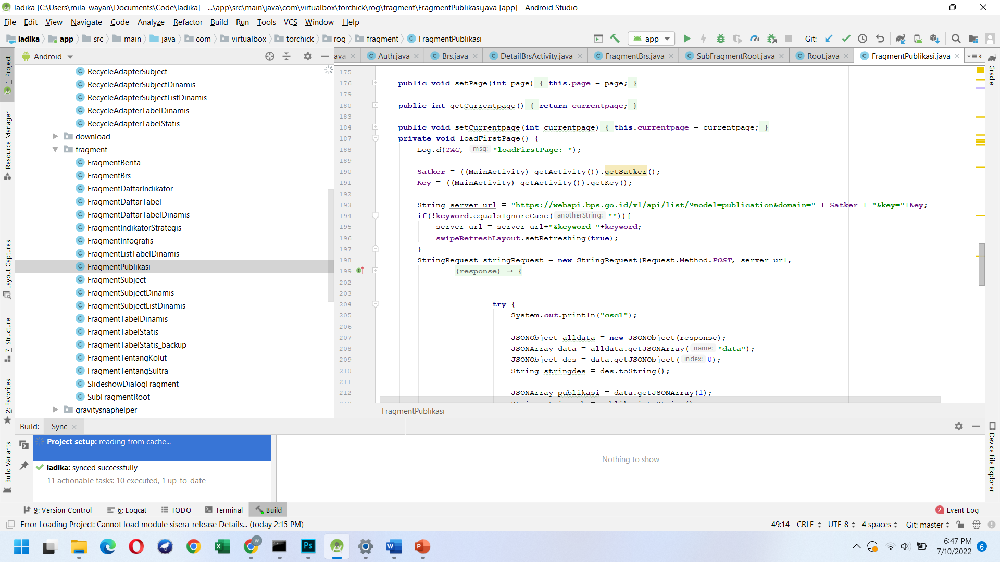 ladika [C:\Users\mila_wayan\Documents\Code\ladika] - ...\app\src\main\java\com\virtualbox\torchick\rog\fragment\FragmentPublikasi.java [app] - Android Studio
File Edit View Navigate Code Analyze Refactor Build Run Tools VCS Window Help
ladika app src main java com virtualbox torchick rog fragment FragmentPublikasi
app
Git:
Android
ava Auth.java Brs.java DetailBrsActivity.java FragmentBrs.java SubFragmentRoot.java Root.java FragmentPublikasi.java 3
1: Project
Resource Manager
Layout Captures
7: Structure
2: Favorites
Build Variants
RecycleAdapterSubject
RecycleAdapterSubjectDinamis
RecycleAdapterSubjectListDinamis
RecycleAdapterTabelDinamis
RecycleAdapterTabelStatis
download
fragment
FragmentBerita
FragmentBrs
FragmentDaftarIndikator
FragmentDaftarTabel
FragmentDaftarTabelDinamis
FragmentIndikatorStrategis
FragmentInfografis
FragmentListTabelDinamis
FragmentPublikasi
FragmentSubject
FragmentSubjectDinamis
FragmentSubjectListDinamis
FragmentTabelDinamis
FragmentTabelStatis
FragmentTabelStatis_backup
FragmentTentangKolut
FragmentTentangSultra
SlideshowDialogFragment
SubFragmentRoot
gravitysnaphelper
175
176 public void setPage(int page) { this.page = page; }
179
180 public int getCurrentpage() { return currentpage; }
183
184 public void setCurrentpage(int currentpage) { this.currentpage = currentpage; }
187 private void loadFirstPage() {
188 Log.d(TAG, msg: "loadFirstPage: ");
189
190 Satker = ((MainActivity) getActivity()).getSatker();
191 Key = ((MainActivity) getActivity()).getKey();
192
193 String server_url = "https://webapi.bps.go.id/v1/api/list/?model=publication&domain=" + Satker + "&key="+Key;
194 if(!keyword.equalsIgnoreCase( anotherString: "")){
195 server_url = server_url+"&keyword="+keyword;
196 swipeRefreshLayout.setRefreshing(true);
197 }
198 StringRequest stringRequest = new StringRequest(Request.Method.POST, server_url,
199 (response) → {
202
203
204 try {
205 System.out.println("csc1");
206
207 JSONObject alldata = new JSONObject(response);
208 JSONArray data = alldata.getJSONArray( name: "data");
209 JSONObject des = data.getJSONObject( index: 0);
210 String stringdes = des.toString();
211
212 JSONArray publikasi = data.getJSONArray(1);
FragmentPublikasi
Gradle
Device File Explorer
Build: Sync
Project setup: reading from cache...
ladika: synced successfully
11 actionable tasks: 10 executed, 1 up-to-date
Nothing to show
9: Version Control 6: Logcat TODO Terminal Build 2 Event Log
Error Loading Project: Cannot load module sisera-release Details... (today 2:15 PM) 49:14 CRLF UTF-8 4 spaces Git: master
W
Ps
W
P
6:47 PM
7/10/2022
6